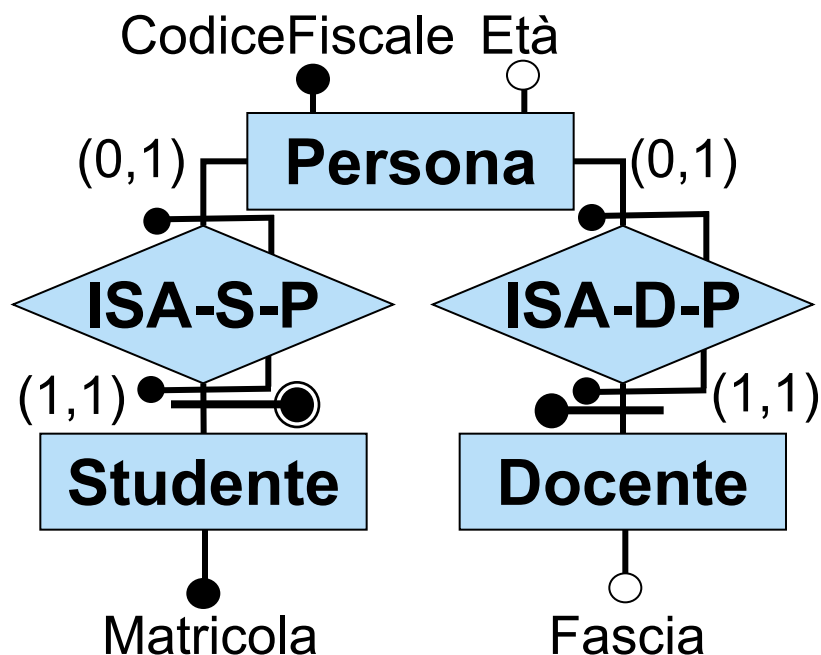 CodiceFiscale Età
(0,1) Persona (0,1)
ISA-S-P ISA-D-P
(1,1) (1,1)
Studente Docente
Matricola Fascia